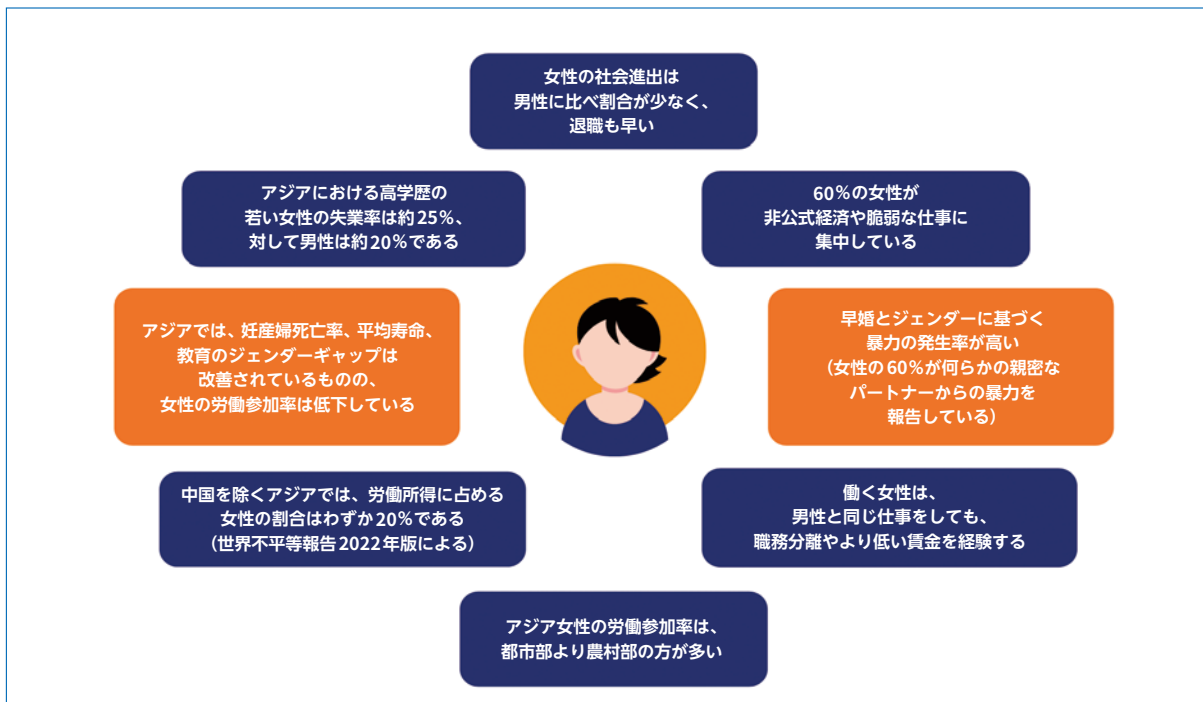 女性の社会進出は
男性に比べ割合が少なく、
退職も早い
アジアにおける高学歴の
若い女性の失業率は約25%、
対して男性は約20%である
60%の女性が
非公式経済や脆弱な仕事に
集中している
アジアでは、妊産婦死亡率、平均寿命、
教育のジェンダーギャップは
改善されているものの、
女性の労働参加率は低下している
早婚とジェンダーに基づく
暴力の発生率が高い
（女性の60%が何らかの親密な
パートナーからの暴力を
報告している）
中国を除くアジアでは、労働所得に占める
女性の割合はわずか20%である
（世界不平等報告2022年版による）
働く女性は、
男性と同じ仕事をしても、
職務分離やより低い賃金を経験する
アジア女性の労働参加率は、
都市部より農村部の方が多い